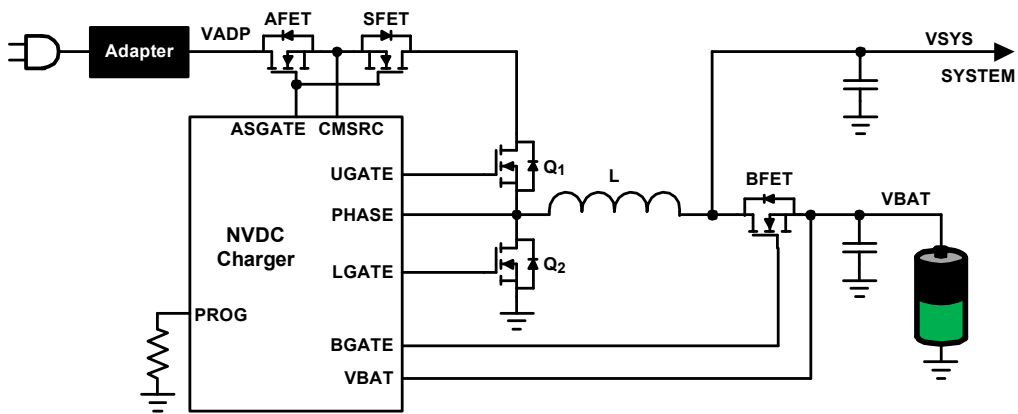 AFET
SFET
VADP
Adapter
VSYS
SYSTEM
ASGATE
CMSRC
UGATE
Q1
L
BFET
PHASE
VBAT
NVDC
Charger
LGATE
Q2
PROG
BGATE
VBAT